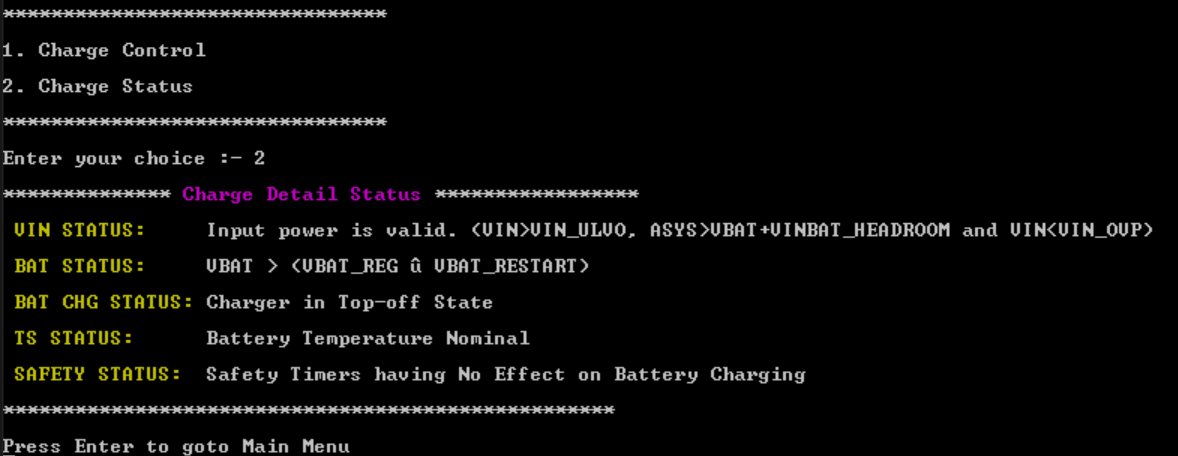 ********************************
1. Charge Control
2. Charge Status
********************************
Enter your choice :- 2
************** Charge Detail Status *****************
VIN STATUS: Input power is valid. (VIN>VIN_ULVO, ASYS>VBAT+VINBAT_HEADROOM and VIN<VIN_OVP)
BAT STATUS: VBAT > (VBAT_REG û VBAT_RESTART)
BAT CHG STATUS: Charger in Top-off State
TS STATUS: Battery Temperature Nominal
SAFETY STATUS: Safety Timers having No Effect on Battery Charging
***************************************************
Press Enter to goto Main Menu